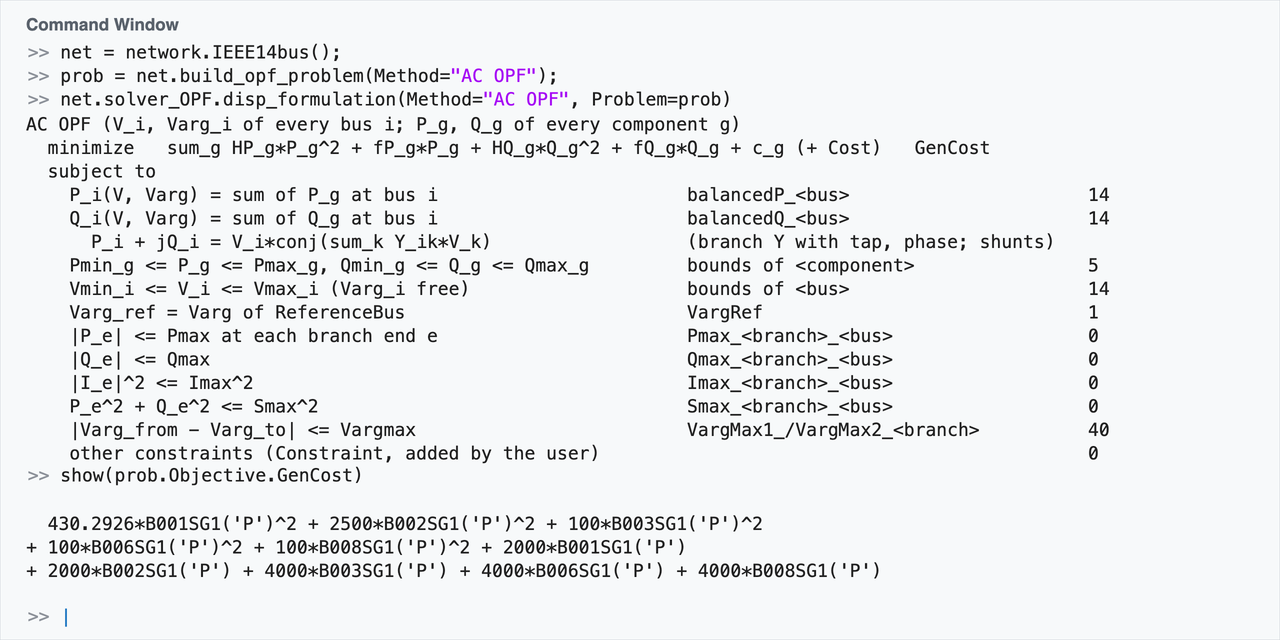 Command Window
>> net = network.IEEE14bus();
>> prob = net.build_opf_problem(Method="AC OPF");
>> net.solver_OPF.disp_formulation(Method="AC OPF", Problem=prob)
AC OPF (V_i, Varg_i of every bus i; P_g, Q_g of every component g)
minimize sum_g HP_g*P_g^2 + fP_g*P_g + HQ_g*Q_g^2 + fQ_g*Q_g + c_g (+ Cost) GenCost
subject to
P_i(V, Varg) = sum of P_g at bus i balancedP_<bus> 14
Q_i(V, Varg) = sum of Q_g at bus i balancedQ_<bus> 14
P_i + jQ_i = V_i*conj(sum_k Y_ik*V_k) (branch Y with tap, phase; shunts)
Pmin_g <= P_g <= Pmax_g, Qmin_g <= Q_g <= Qmax_g bounds of <component> 5
Vmin_i <= V_i <= Vmax_i (Varg_i free) bounds of <bus> 14
Varg_ref = Varg of ReferenceBus VargRef 1
|P_e| <= Pmax at each branch end e Pmax_<branch>_<bus> 0
|Q_e| <= Qmax Qmax_<branch>_<bus> 0
|I_e|^2 <= Imax^2 Imax_<branch>_<bus> 0
P_e^2 + Q_e^2 <= Smax^2 Smax_<branch>_<bus> 0
|Varg_from - Varg_to| <= Vargmax VargMax1_/VargMax2_<branch> 40
other constraints (Constraint, added by the user) 0
>> show(prob.Objective.GenCost)
430.2926*B001SG1('P')^2 + 2500*B002SG1('P')^2 + 100*B003SG1('P')^2
+ 100*B006SG1('P')^2 + 100*B008SG1('P')^2 + 2000*B001SG1('P')
+ 2000*B002SG1('P') + 4000*B003SG1('P') + 4000*B006SG1('P') + 4000*B008SG1('P')
>>